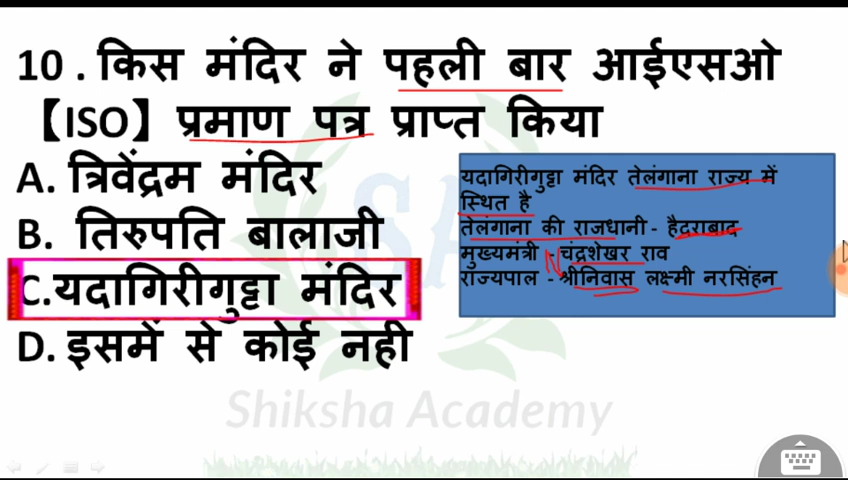 10 . किस मंदिर ने पहली बार आईएसओ
【ISO】 प्रमाण पत्र प्राप्त किया
A. त्रिवेंद्रम मंदिर
B. तिरुपति बालाजी
C.यदागिरीगुट्टा मंदिर
D. इसमें से कोई नही
यदागिरीगुट्टा मंदिर तेलंगाना राज्य में
स्थित है
तेलंगाना की राजधानी - हैदराबाद
मुख्यमंत्री - चंद्रशेखर राव
राज्यपाल - श्रीनिवास लक्ष्मी नरसिंहन
Shiksha Academy